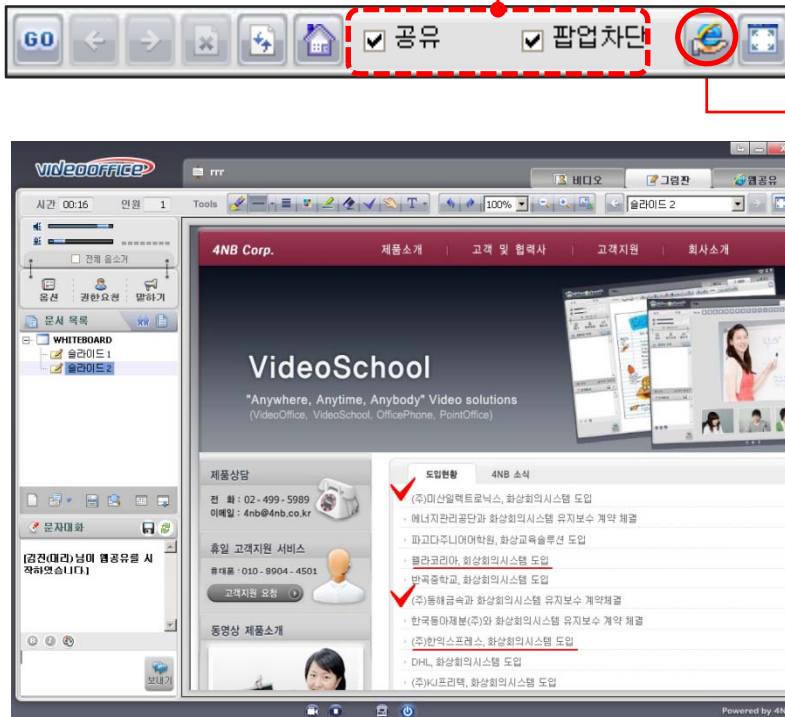 GO 공유 팝업차단
videooffice
rrr
비디오 그림판 웹공유
시간 00:16 인원 1
Tools T 100% 슬라이드 2
전체 음소거
옵션 권한요청 말하기
문서 목록
WHITEBOARD
슬라이드 1
슬라이드 2
문자대화
[김진(대리)님이 웹공유를 시
작하였습니다.]
보내기
4NB Corp. 제품소개 고객 및 협력사 고객지원 회사소개
VideoSchool
"Anywhere, Anytime, Anybody" Video solutions
(VideoOffice, VideoSchool, OfficePhone, PointOffice)
제품상담
전 화 : 02 - 499 - 5989
이메일 : 4nb@4nb.co.kr
휴일 고객지원 서비스
휴대폰 : 010 - 8904 - 4501
고객지원 요청
동영상 제품소개
도입현황 4NB 소식
(주)미산일렉트로닉스, 화상회의시스템 도입
에너지관리공단과 화상회의시스템 유지보수 계약 체결
파고다주니어어학원, 화상교육솔루션 도입
웰라코리아, 회상회의시스템 도입
반곡중학교, 화상회의시스템 도입
(주)동해금속과 화상회의시스템 유지보수 계약체결
한국동아제분(주)와 화상회의시스템 유지보수 계약 체결
(주)한익스프레스, 화상회의시스템 도입
DHL, 화상회의시스템 도입
(주)KJ프리텍, 화상회의시스템 도입
Powered by 4N